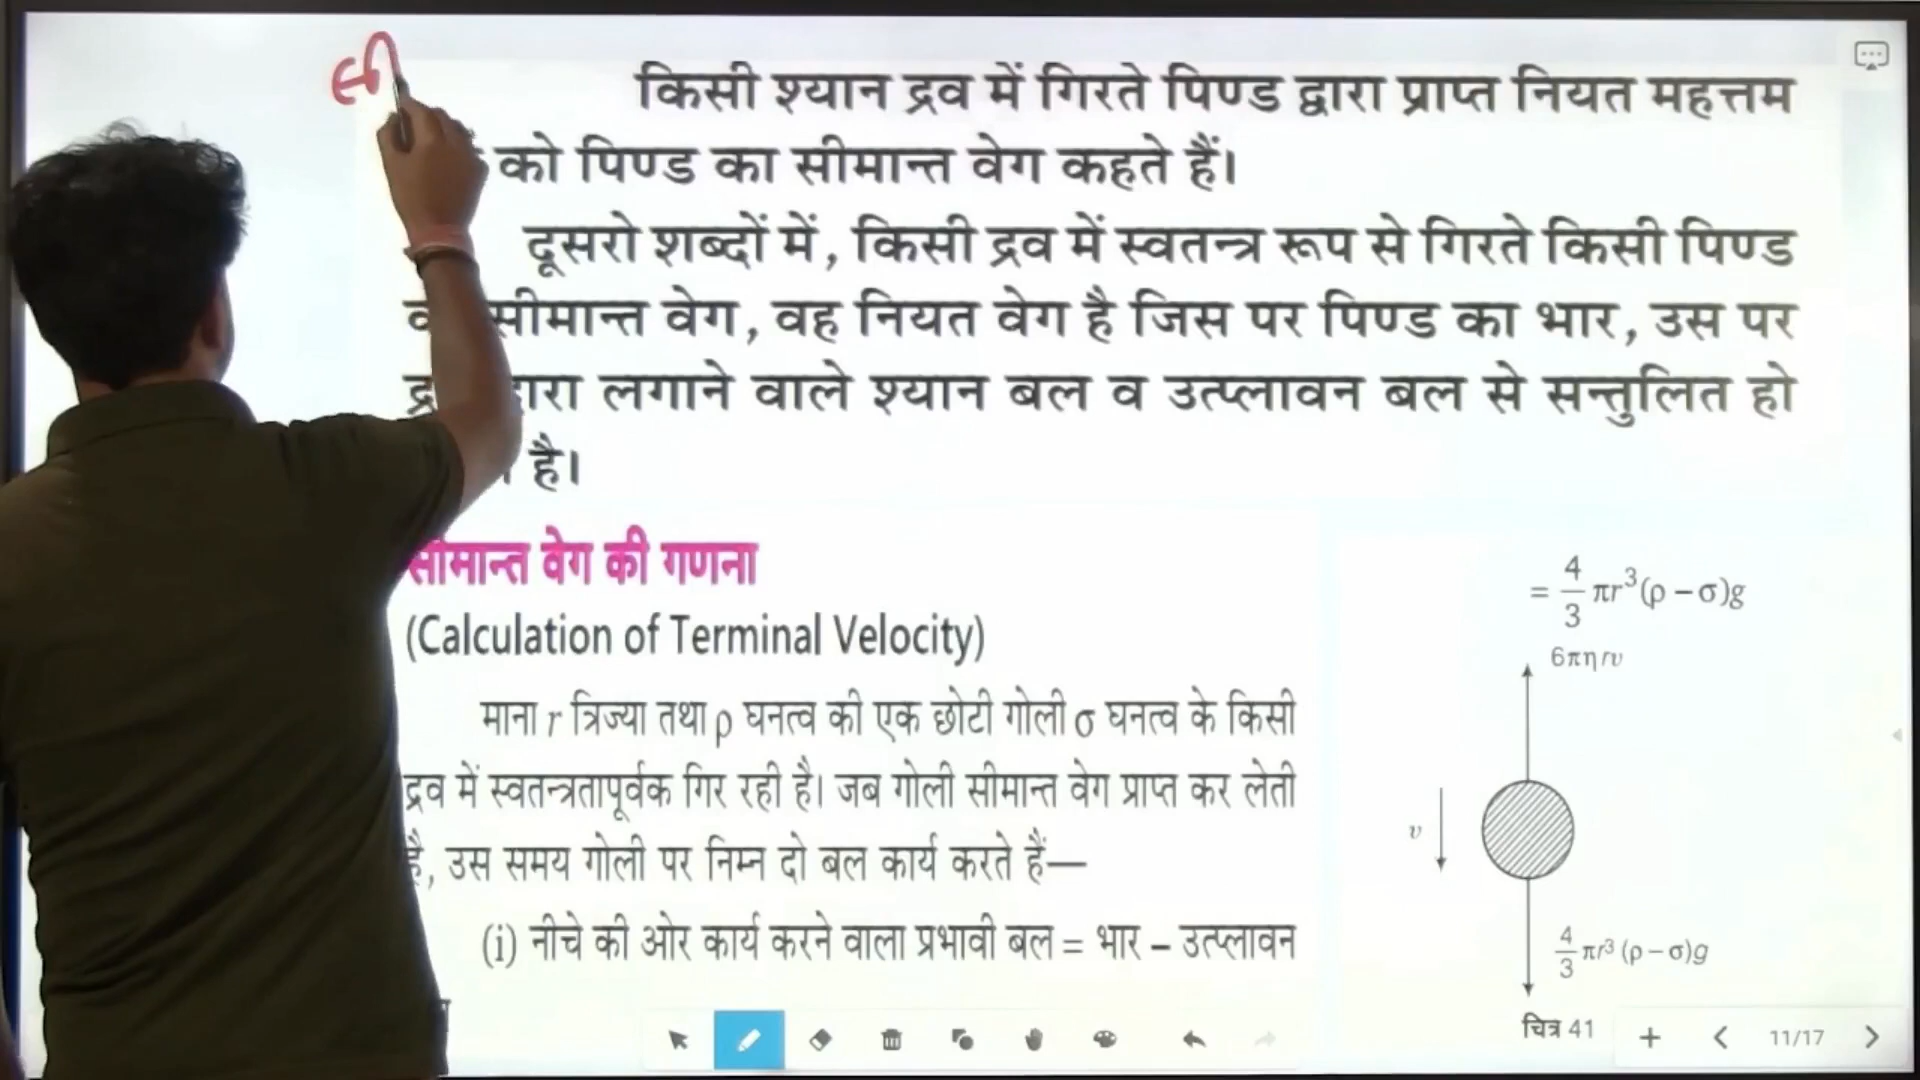 किसी श्यान द्रव में गिरते पिण्ड द्वारा प्राप्त नियत महत्तम
को पिण्ड का सीमान्त वेग कहते हैं।
दूसरो शब्दों में, किसी द्रव में स्वतन्त्र रूप से गिरते किसी पिण्ड
सीमान्त वेग, वह नियत वेग है जिस पर पिण्ड का भार, उस पर
लगाने वाले श्यान बल व उत्प्लावन बल से सन्तुलित हो
है।
सीमान्त वेग की गणना
(Calculation of Terminal Velocity)
माना r त्रिज्या तथा ρ घनत्व की एक छोटी गोली σ घनत्व के किसी
द्रव में स्वतन्त्रतापूर्वक गिर रही है। जब गोली सीमान्त वेग प्राप्त कर लेती
है, उस समय गोली पर निम्न दो बल कार्य करते हैं—
(i) नीचे की ओर कार्य करने वाला प्रभावी बल = भार – उत्प्लावन
= 4/3 πr³(ρ – σ)g
6πηrv
v
4/3 πr³ (ρ – σ)g
चित्र 41
11/17